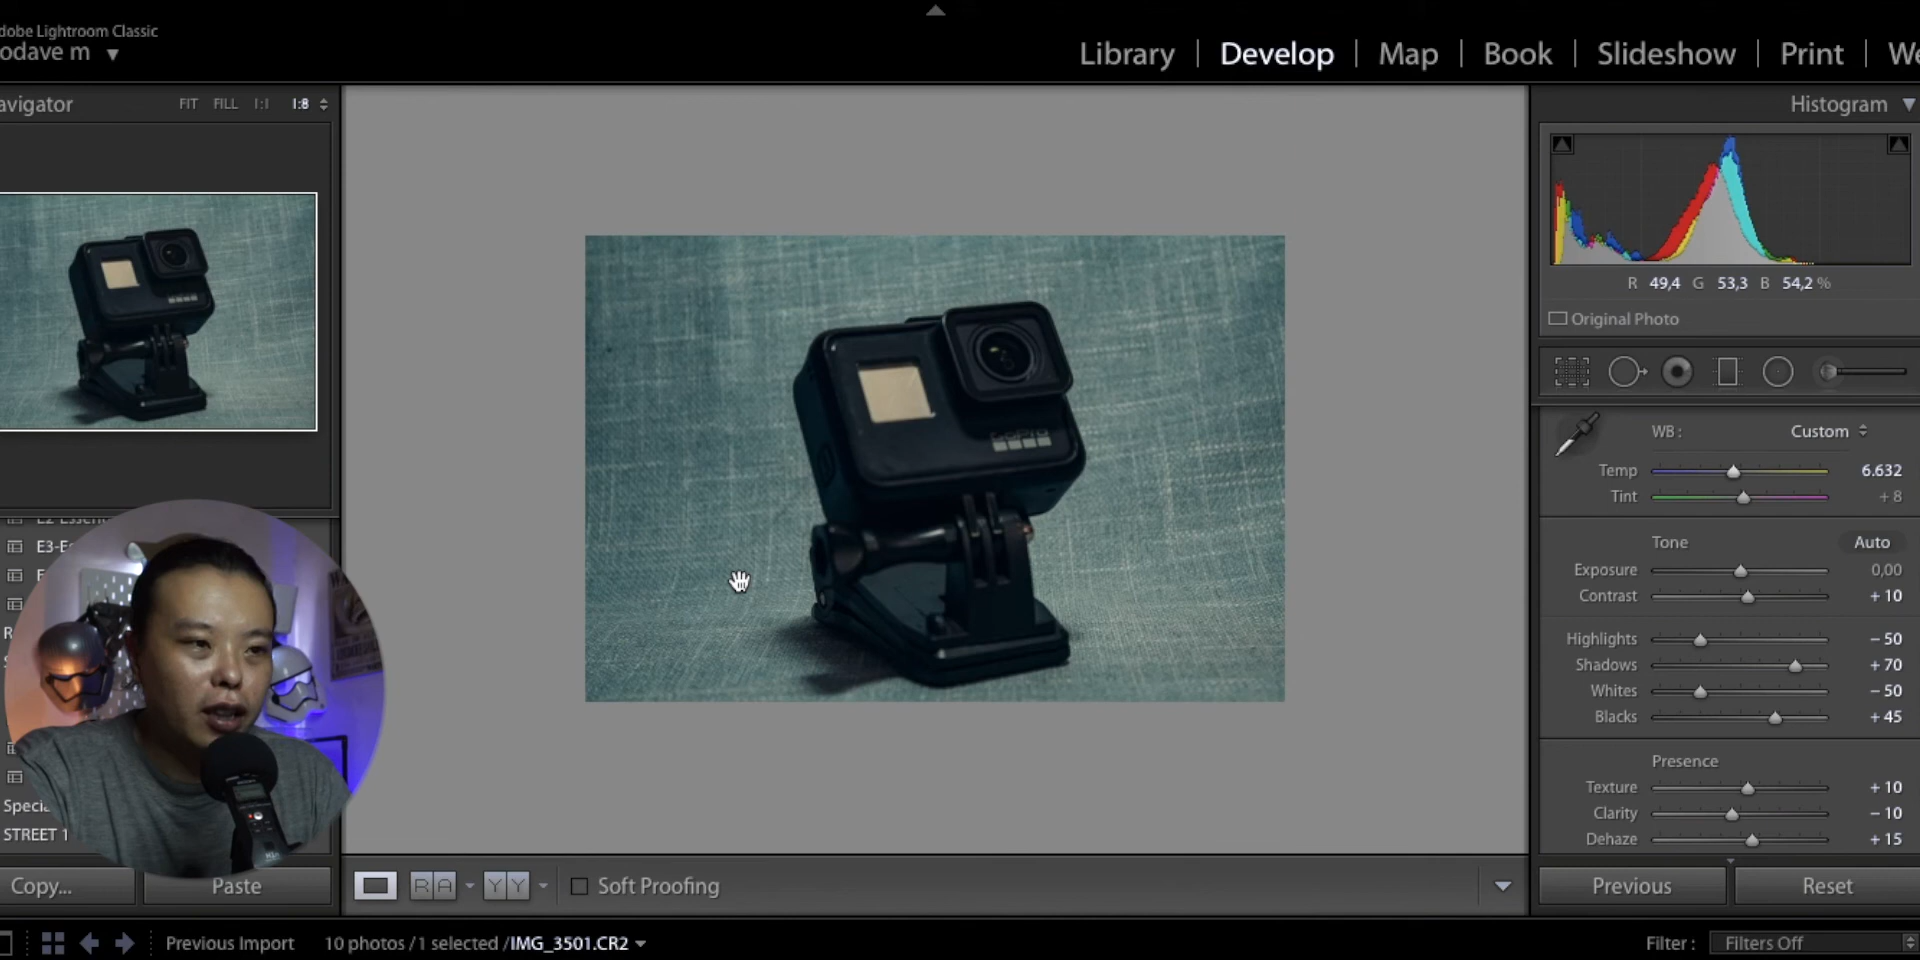 dobe Lightroom Classic
odave m
Library | Develop | Map | Book | Slideshow | Print | We
avigator FIT FILL 1:1 1:8
Histogram
R 49,4 G 53,3 B 54,2 %
Original Photo
WB : Custom
Temp 6.632
Tint + 8
Tone Auto
Exposure 0,00
Contrast + 10
Highlights − 50
Shadows + 70
Whites − 50
Blacks + 45
Presence
Texture + 10
Clarity − 10
Dehaze + 15
GoPro
E3-E
Specia
STREET 1
Copy... Paste
RA YY Soft Proofing
Previous Reset
Previous Import 10 photos / 1 selected / IMG_3501.CR2
Filter : Filters Off